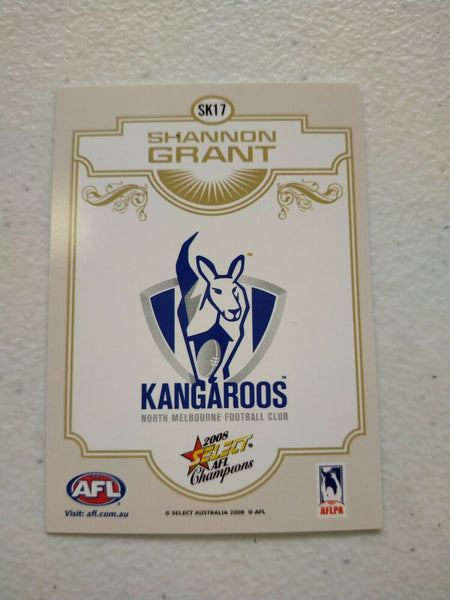 SK17
SHANNON
GRANT
KANGAROOS™
NORTH MELBOURNE FOOTBALL CLUB
2008
SELECT
AFL
Champions
AFL
Visit: afl.com.au
© SELECT AUSTRALIA 2008 © AFL
AFLPA